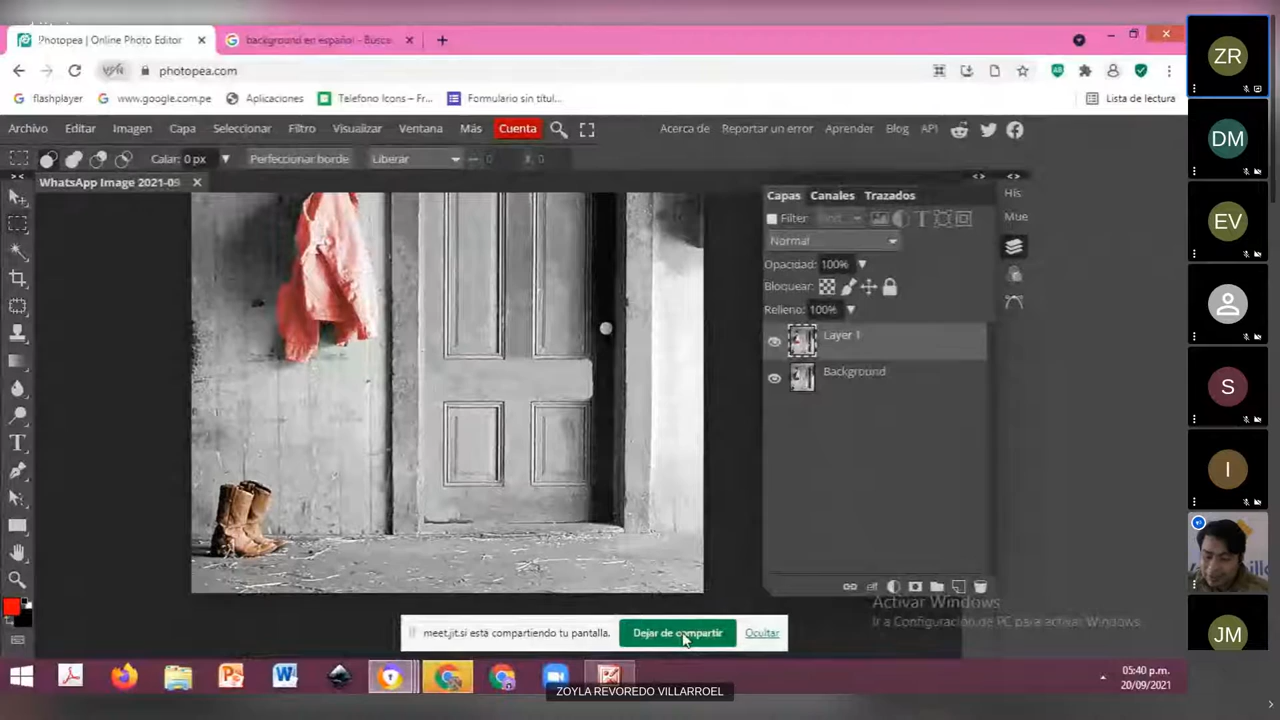 Photopea | Online Photo Editor
background en español - Busca
photopea.com
flashplayer
www.google.com.pe
Aplicaciones
Telefono Icons – Fr...
Formulario sin títul...
Lista de lectura
Archivo Editar Imagen Capa Seleccionar Filtro Visualizar Ventana Más Cuenta
Acerca de Reportar un error Aprender Blog API
Calar: 0 px Perfeccionar borde Liberar 0 0
WhatsApp Image 2021-09
Capas Canales Trazados
Filter
Normal
Opacidad: 100%
Bloquear:
Relleno: 100%
Layer 1
Background
His
Mue
T
meet.jit.si está compartiendo tu pantalla. Dejar de compartir Ocultar
Activar Windows
Ir a Configuración de PC para activar Windows.
05:40 p.m.
20/09/2021
ZOYLA REVOREDO VILLARROEL
ZR
DM
EV
S
I
JM